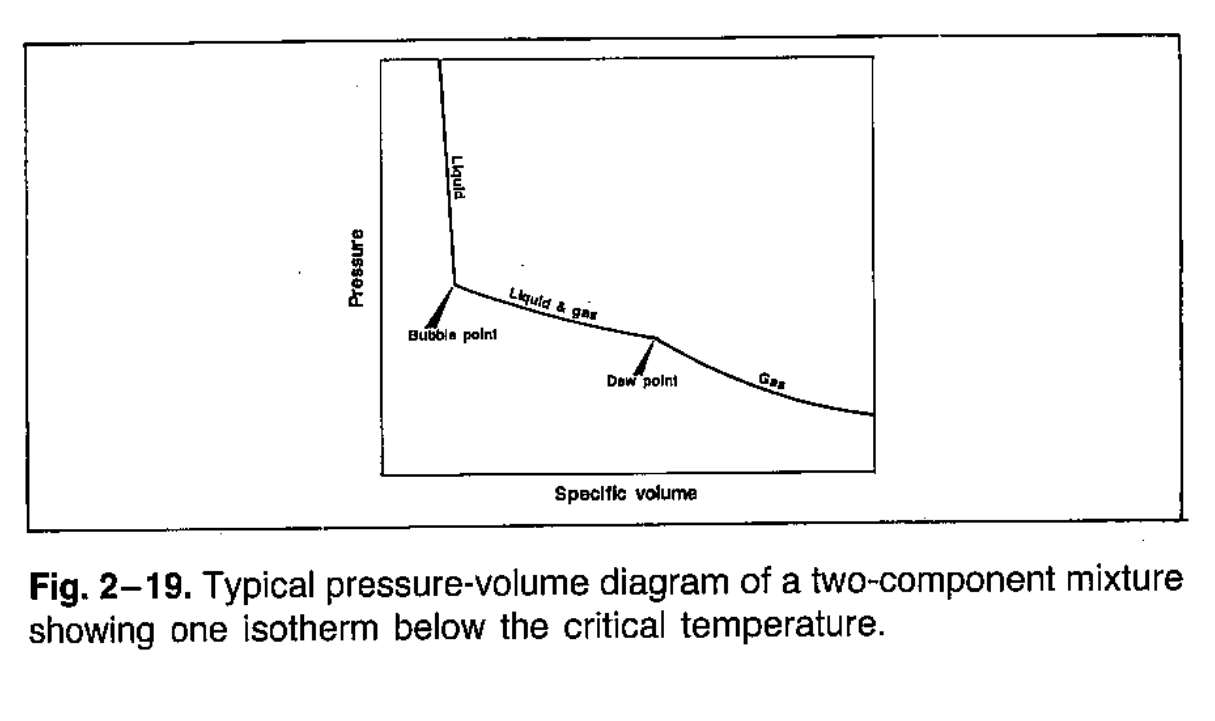 Liquid
Pressure
Liquid & gas
Bubble point
Dew point
Gas
Specific volume
Fig. 2–19. Typical pressure-volume diagram of a two-component mixture
showing one isotherm below the critical temperature.